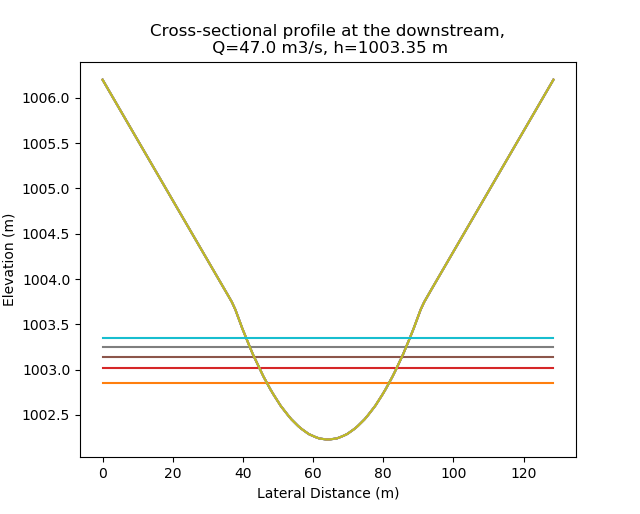 Cross-sectional profile at the downstream,
Q=47.0 m3/s, h=1003.35 m
1006.0
1005.5
1005.0
1004.5
1004.0
1003.5
1003.0
1002.5
Elevation (m)
0 20 40 60 80 100 120
Lateral Distance (m)